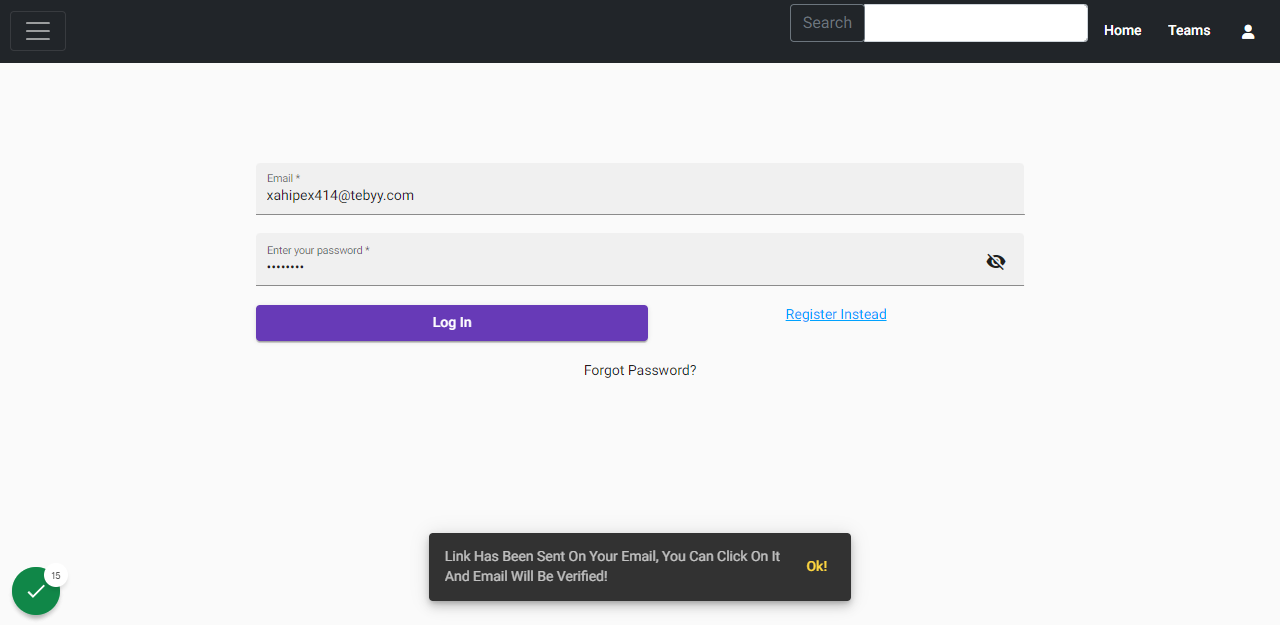 Search
Home
Teams
Email *
xahipex414@tebyy.com
Enter your password *
••••••••
Log In
Register Instead
Forgot Password?
Link Has Been Sent On Your Email, You Can Click On It
And Email Will Be Verified!
Ok!
15